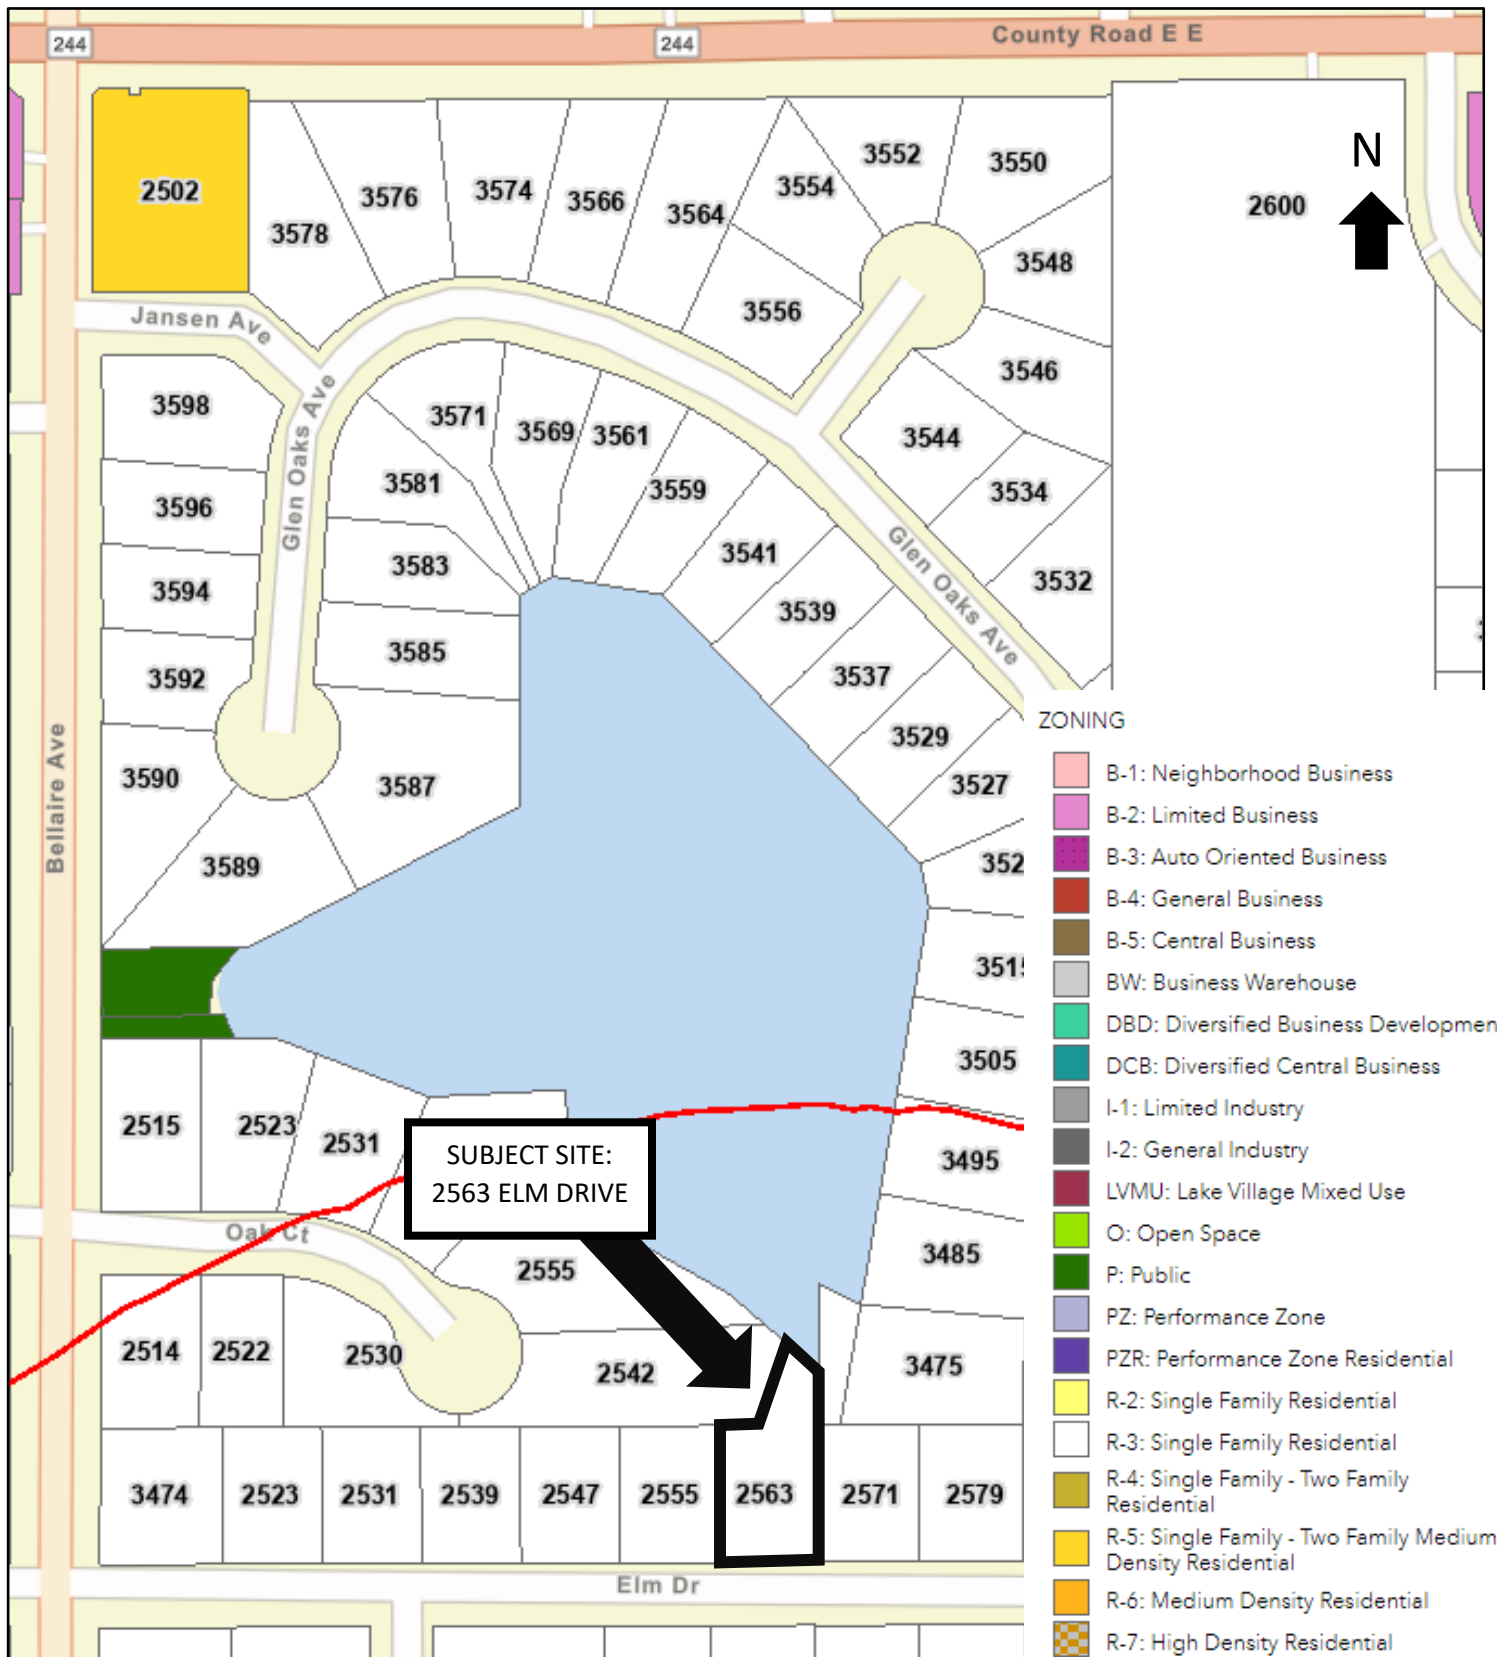 244
244
County Road E E
N
2502
3578
3576
3574
3566
3564
3554
3552
3550
2600
3548
3556
3546
Jansen Ave
Glen Oaks Ave
3598
3571
3569
3561
3544
3581
3559
3534
3596
3583
3541
Glen Oaks Ave
3532
3594
3539
3592
3585
3537
3590
3587
3529
3527
Bellaire Ave
3589
352
3515
3505
2515
2523
2531
3495
SUBJECT SITE:
2563 ELM DRIVE
Oak Ct
2555
3485
2514
2522
2530
2542
3475
3474
2523
2531
2539
2547
2555
2563
2571
2579
Elm Dr
ZONING
B-1: Neighborhood Business
B-2: Limited Business
B-3: Auto Oriented Business
B-4: General Business
B-5: Central Business
BW: Business Warehouse
DBD: Diversified Business Developmen
DCB: Diversified Central Business
I-1: Limited Industry
I-2: General Industry
LVMU: Lake Village Mixed Use
O: Open Space
P: Public
PZ: Performance Zone
PZR: Performance Zone Residential
R-2: Single Family Residential
R-3: Single Family Residential
R-4: Single Family - Two Family
Residential
R-5: Single Family - Two Family Medium
Density Residential
R-6: Medium Density Residential
R-7: High Density Residential